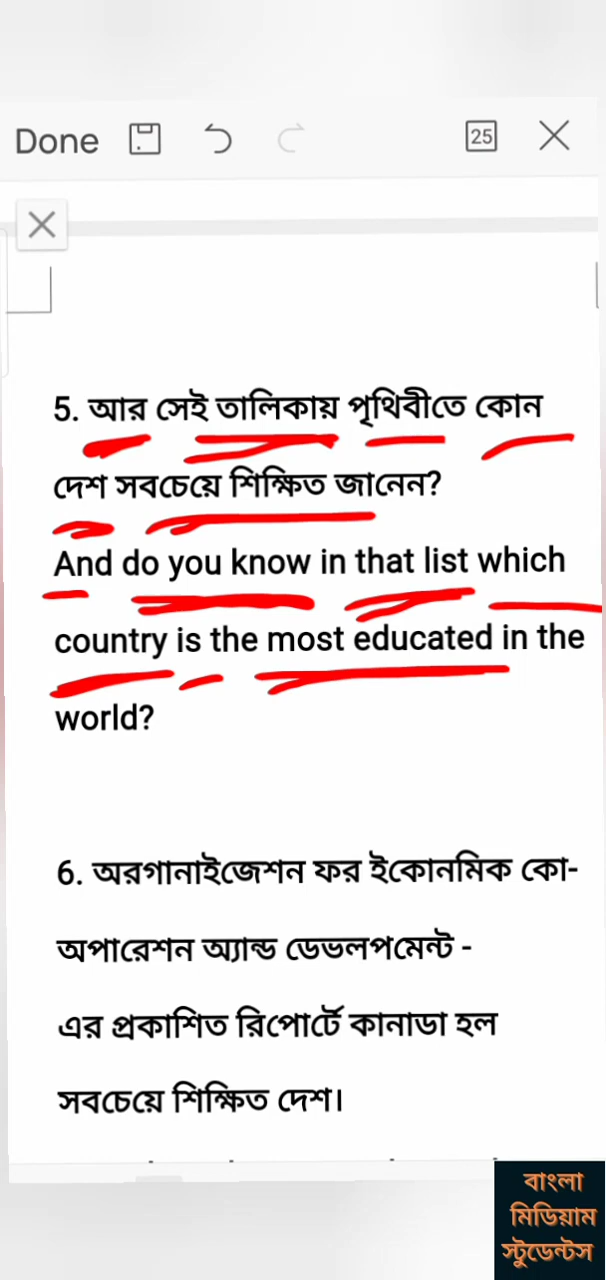 Done
25
5. আর সেই তালিকায় পৃথিবীতে কোন
দেশ সবচেয়ে শিক্ষিত জানেন?
And do you know in that list which
country is the most educated in the
world?
6. অরগানাইজেশন ফর ইকোনমিক কো-
অপারেশন অ্যান্ড ডেভলপমেন্ট -
এর প্রকাশিত রিপোর্টে কানাডা হল
সবচেয়ে শিক্ষিত দেশ।
বাংলা
মিডিয়াম
স্টুডেন্টস